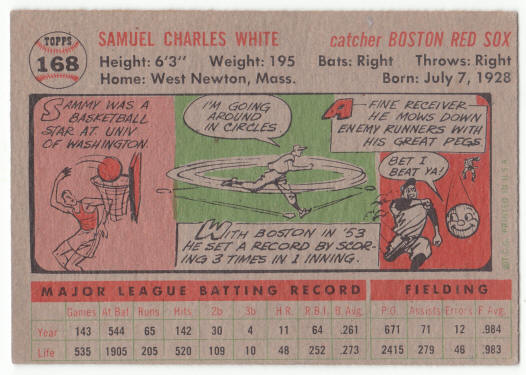 TOPPS
168
SAMUEL CHARLES WHITE catcher BOSTON RED SOX
Height: 6'3" Weight: 195 Bats: Right Throws: Right
Home: West Newton, Mass. Born: July 7, 1928
SAMMY WAS A
BASKETBALL
STAR AT UNIV
OF WASHINGTON.
I'M GOING
AROUND
IN CIRCLES
WITH BOSTON IN '53
HE SET A RECORD BY SCOR-
ING 3 TIMES IN 1 INNING.
A FINE RECEIVER—
HE MOWS DOWN
ENEMY RUNNERS WITH
HIS GREAT PEGS.
BET I
BEAT YA!
MAJOR LEAGUE BATTING RECORD FIELDING
Games At Bat Runs Hits 2b 3b H.R. R.B.I. B. Avg. P.O. Assists Errors F. Avg.
Year 143 544 65 142 30 4 11 64 .261 671 71 12 .984
Life 535 1905 205 520 109 10 48 252 .273 2415 279 46 .983